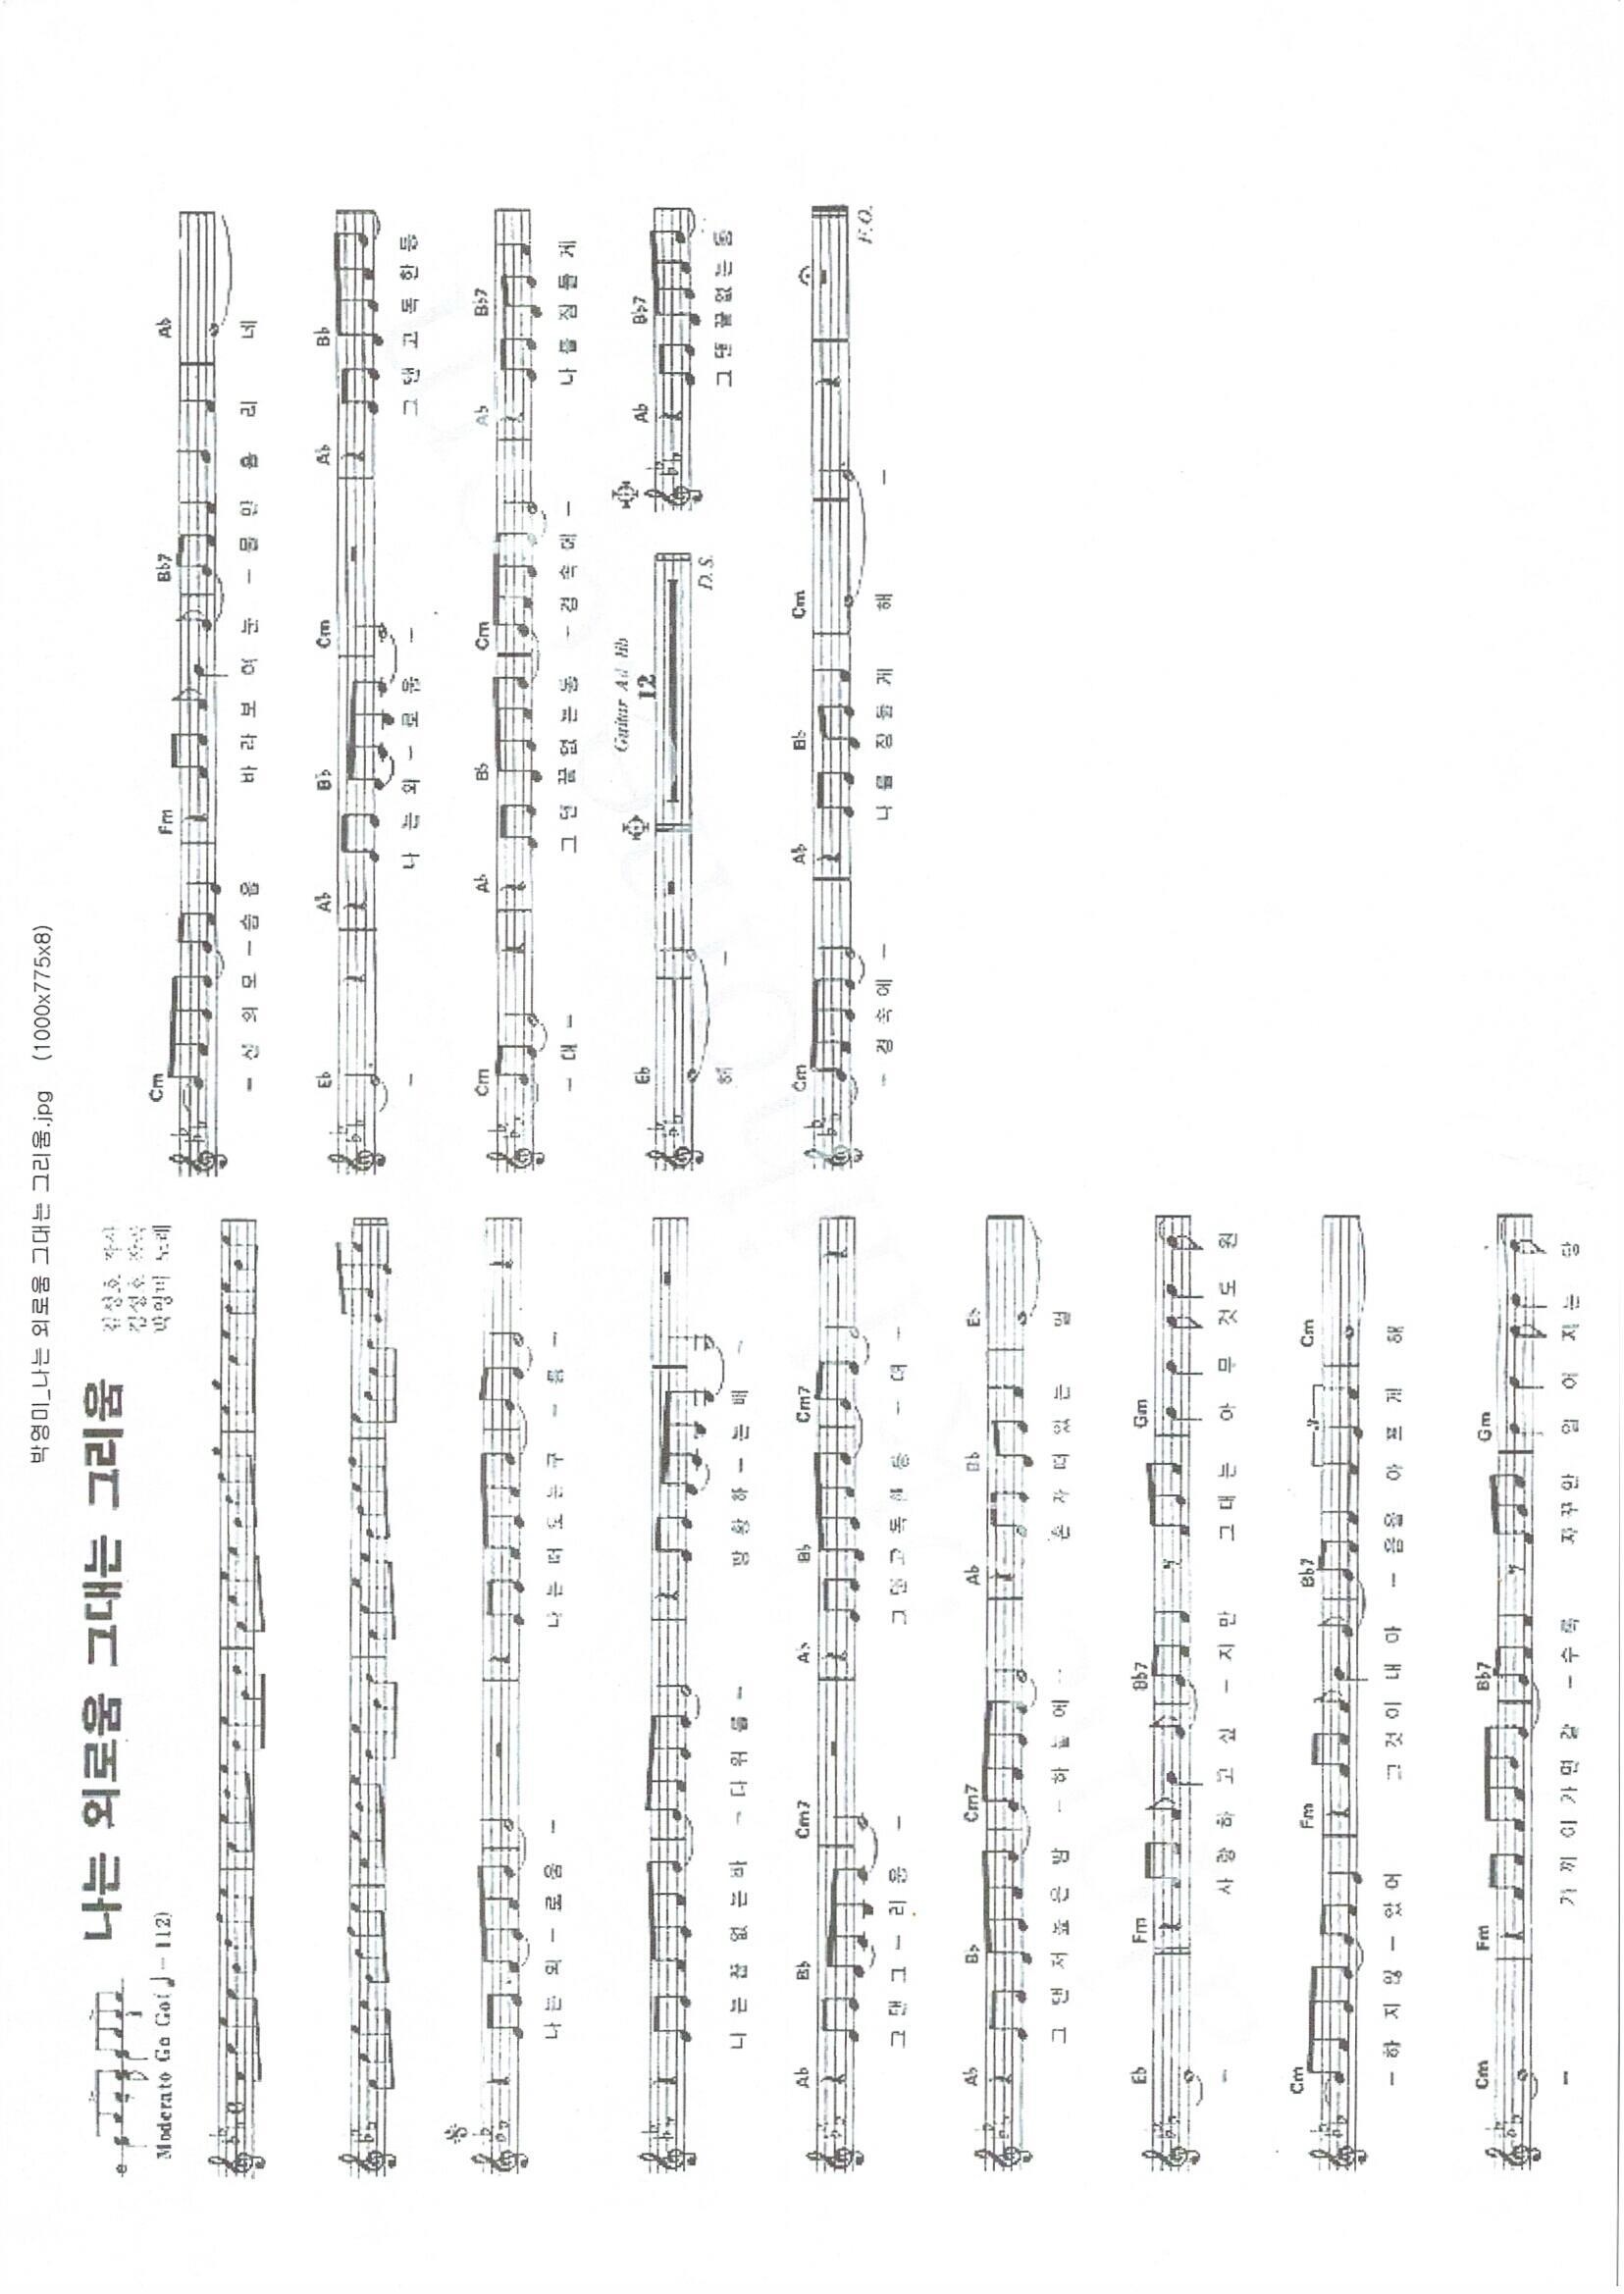 박영미_나는 외로움 그대는 그리움.jpg (1000x775x8)
나는 외로움 그대는 그리움
김성호 작사
김성호 작곡
박영미 노래
Moderato Go Go(♩=112)
나 는 외 - 로 움 - 나 는 떠 도 는 구 - 름 -
나 는 끝 없 는 바 - 다 위 를 - 방 황 하 - 는 배 -
Ab Bb Cm7 Ab Bb Cm7
그 댄 그 - 리 움 - 그 댄 고 독 한 등 - 대 -
Ab Bb Cm7 Ab Bb Eb
그 댄 저 높 은 밤 - 하 늘 에 - 혼 자 떠 있 는 별
Eb Fm Bb7 Gm
- 사 랑 하 고 싶 - 지 만 그 대 는 아 무 것 도 원
Cm Fm Bb7 3 Cm
- 하 지 않 - 았 어 그 것 이 내 마 - 음 을 아 프 게 해
Cm Fm Bb7 Gm
- 가 까 이 가 면 갈 - 수 록 자 꾸 만 멀 어 지 는 당
Cm Fm Bb7 Ab
- 신 의 모 - 습 을 바 라 보 며 눈 - 물 만 흘 리 네
Eb Ab Bb Cm Ab Bb
- 나 는 외 - 로 움 - 그 댄 고 독 한 등
Cm Ab Bb Cm Ab Bb7
- 대 - 그 댄 끝 없 는 동 - 경 속 에 - 나 를 잠 들 게
Eb Guitar Ad lib 12 D.S. Ab Bb7
해 - 그 댄 끝 없 는 동
Cm Ab Bb Cm F.O.
- 경 속 에 - 나 를 잠 들 게 해 -